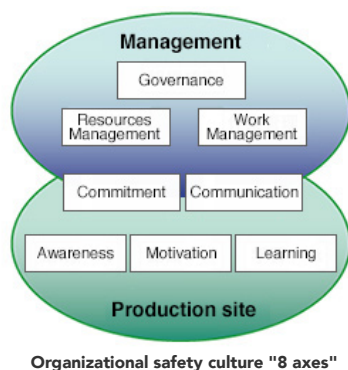 Management
Governance
Resources
Management
Work
Management
Commitment
Communication
Awareness
Motivation
Learning
Production site
Organizational safety culture "8 axes"